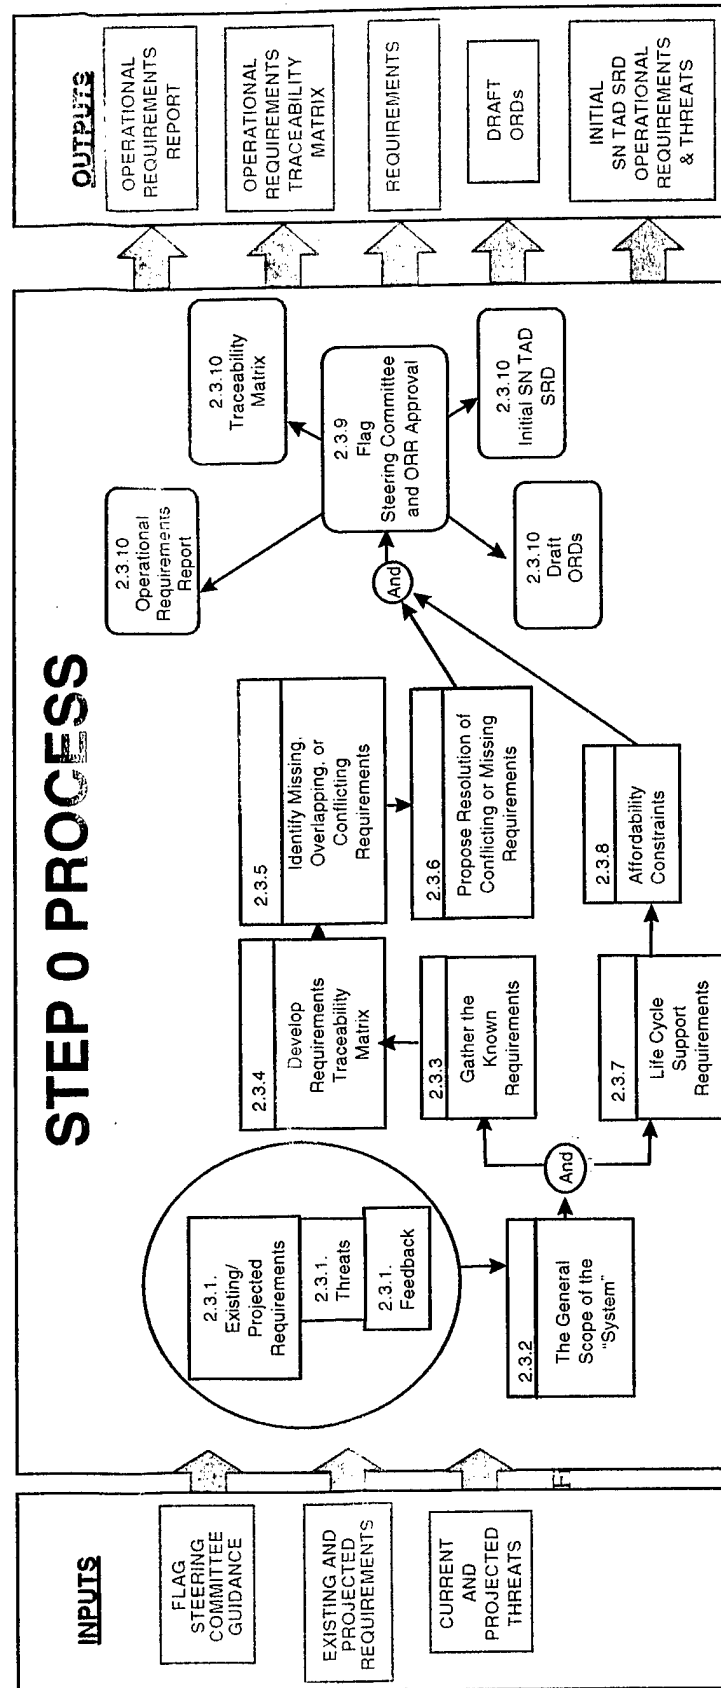 STEP 0 PROCESS
INPUTS
FLAG
STEERING
COMMITTEE
GUIDANCE
EXISTING AND
PROJECTED
REQUIREMENTS
CURRENT
AND
PROJECTED
THREATS
2.3.1.
Existing/
Projected
Requirements
2.3.1.
Threats
2.3.1.
Feedback
2.3.2
The General
Scope of the
"System"
And
2.3.3
Gather the
Known
Requirements
2.3.4
Develop
Requirements
Traceability
Matrix
2.3.5
Identify Missing,
Overlapping, or
Conflicting
Requirements
2.3.6
Propose Resolution of
Conflicting or Missing
Requirements
2.3.7
Life Cycle
Support
Requirements
2.3.8
Affordability
Constraints
And
2.3.9
Flag
Steering Committee
and ORR Approval
2.3.10
Operational
Requirements
Report
2.3.10
Traceability
Matrix
2.3.10
Draft
ORDs
2.3.10
Initial SN TAD
SRD
OUTPUTS
OPERATIONAL
REQUIREMENTS
REPORT
OPERATIONAL
REQUIREMENTS
TRACEABILITY
MATRIX
REQUIREMENTS
DRAFT
ORDs
INITIAL
SN TAD SRD
OPERATIONAL
REQUIREMENTS
& THREATS